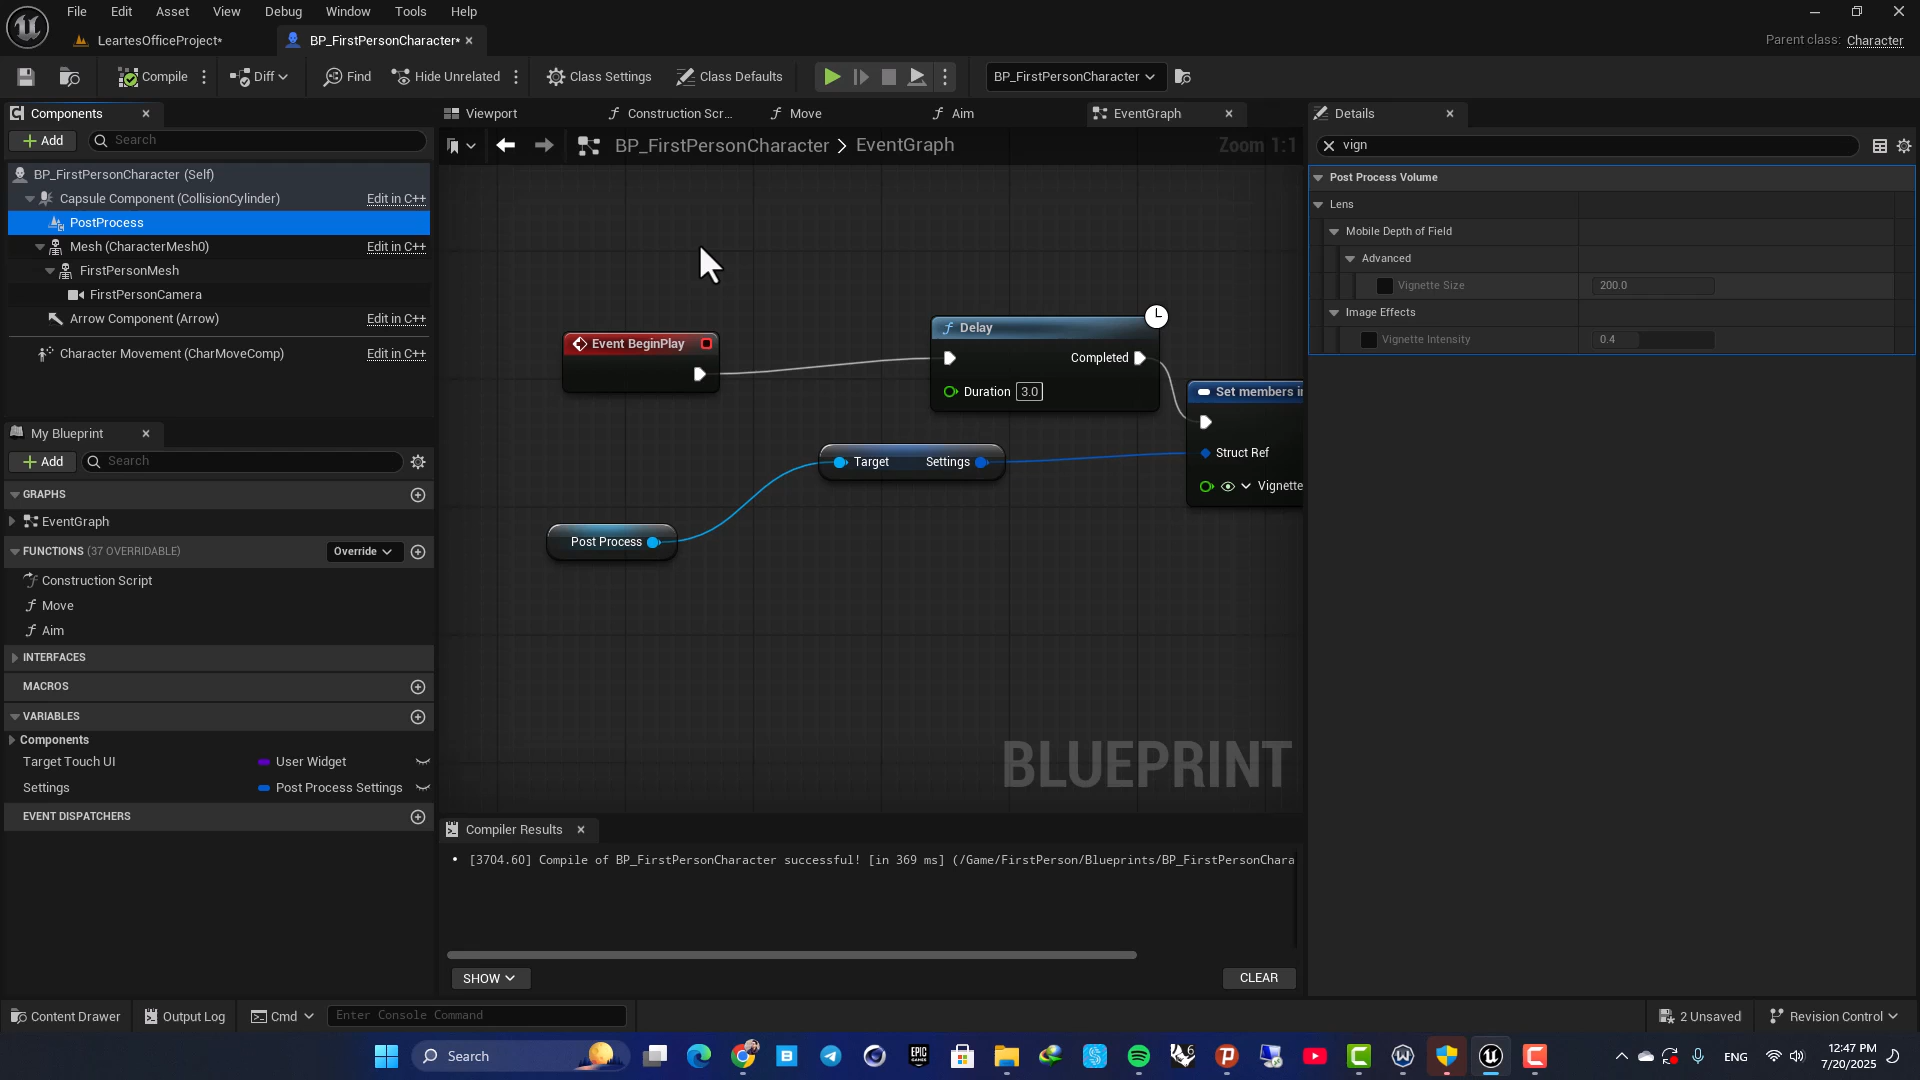 File Edit Asset View Debug Window Tools Help
LeartesOfficeProject*
BP_FirstPersonCharacter*
Parent class: Character
Compile
Diff
Find
Hide Unrelated
Class Settings
Class Defaults
BP_FirstPersonCharacter
Components
Add
Search
BP_FirstPersonCharacter (Self)
Capsule Component (CollisionCylinder) Edit in C++
PostProcess
Mesh (CharacterMesh0) Edit in C++
FirstPersonMesh
FirstPersonCamera
Arrow Component (Arrow) Edit in C++
Character Movement (CharMoveComp) Edit in C++
My Blueprint
Add
Search
GRAPHS
EventGraph
FUNCTIONS (37 OVERRIDABLE) Override
Construction Script
Move
Aim
INTERFACES
MACROS
VARIABLES
Components
Target Touch UI User Widget
Settings Post Process Settings
EVENT DISPATCHERS
Viewport
Construction Scr...
Move
Aim
EventGraph
BP_FirstPersonCharacter > EventGraph
Zoom 1:1
Event BeginPlay
Delay
Completed
Duration 3.0
Target Settings
Post Process
Set members in
Struct Ref
Vignette
BLUEPRINT
Compiler Results
• [3704.60] Compile of BP_FirstPersonCharacter successful! [in 369 ms] (/Game/FirstPerson/Blueprints/BP_FirstPersonChara
SHOW
CLEAR
Details
vign
Post Process Volume
Lens
Mobile Depth of Field
Advanced
Vignette Size 200.0
Image Effects
Vignette Intensity 0.4
Content Drawer
Output Log
Cmd
Enter Console Command
2 Unsaved
Revision Control
Search
ENG
12:47 PM
7/20/2025